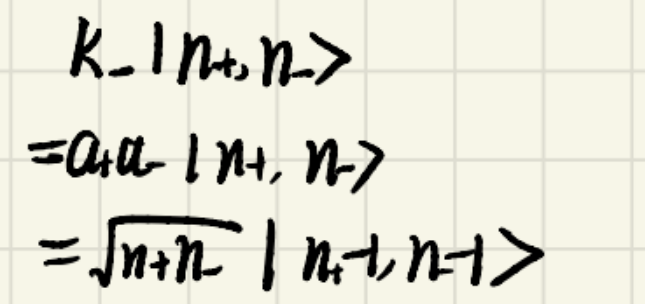 K₋|n₊, n₋>
=a₊a₋|n₊, n₋>
=√(n₊n₋) |n₊-1, n₋-1>